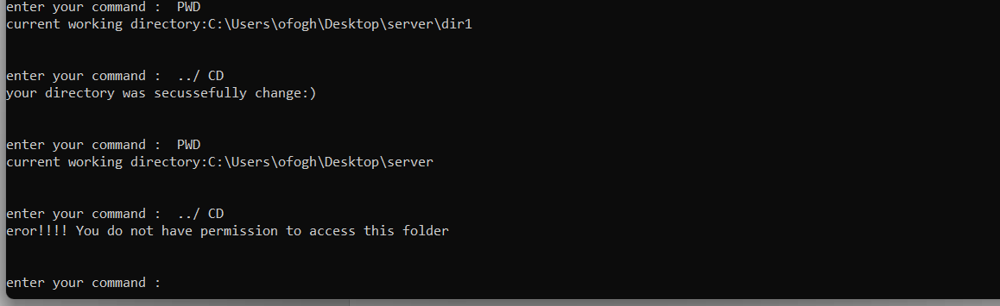 enter your command :  PWD
current working directory:C:\Users\ofogh\Desktop\server\dir1
enter your command :  ../ CD
your directory was secussefully change:)
enter your command :  PWD
current working directory:C:\Users\ofogh\Desktop\server
enter your command :  ../ CD
eror!!!! You do not have permission to access this folder
enter your command :